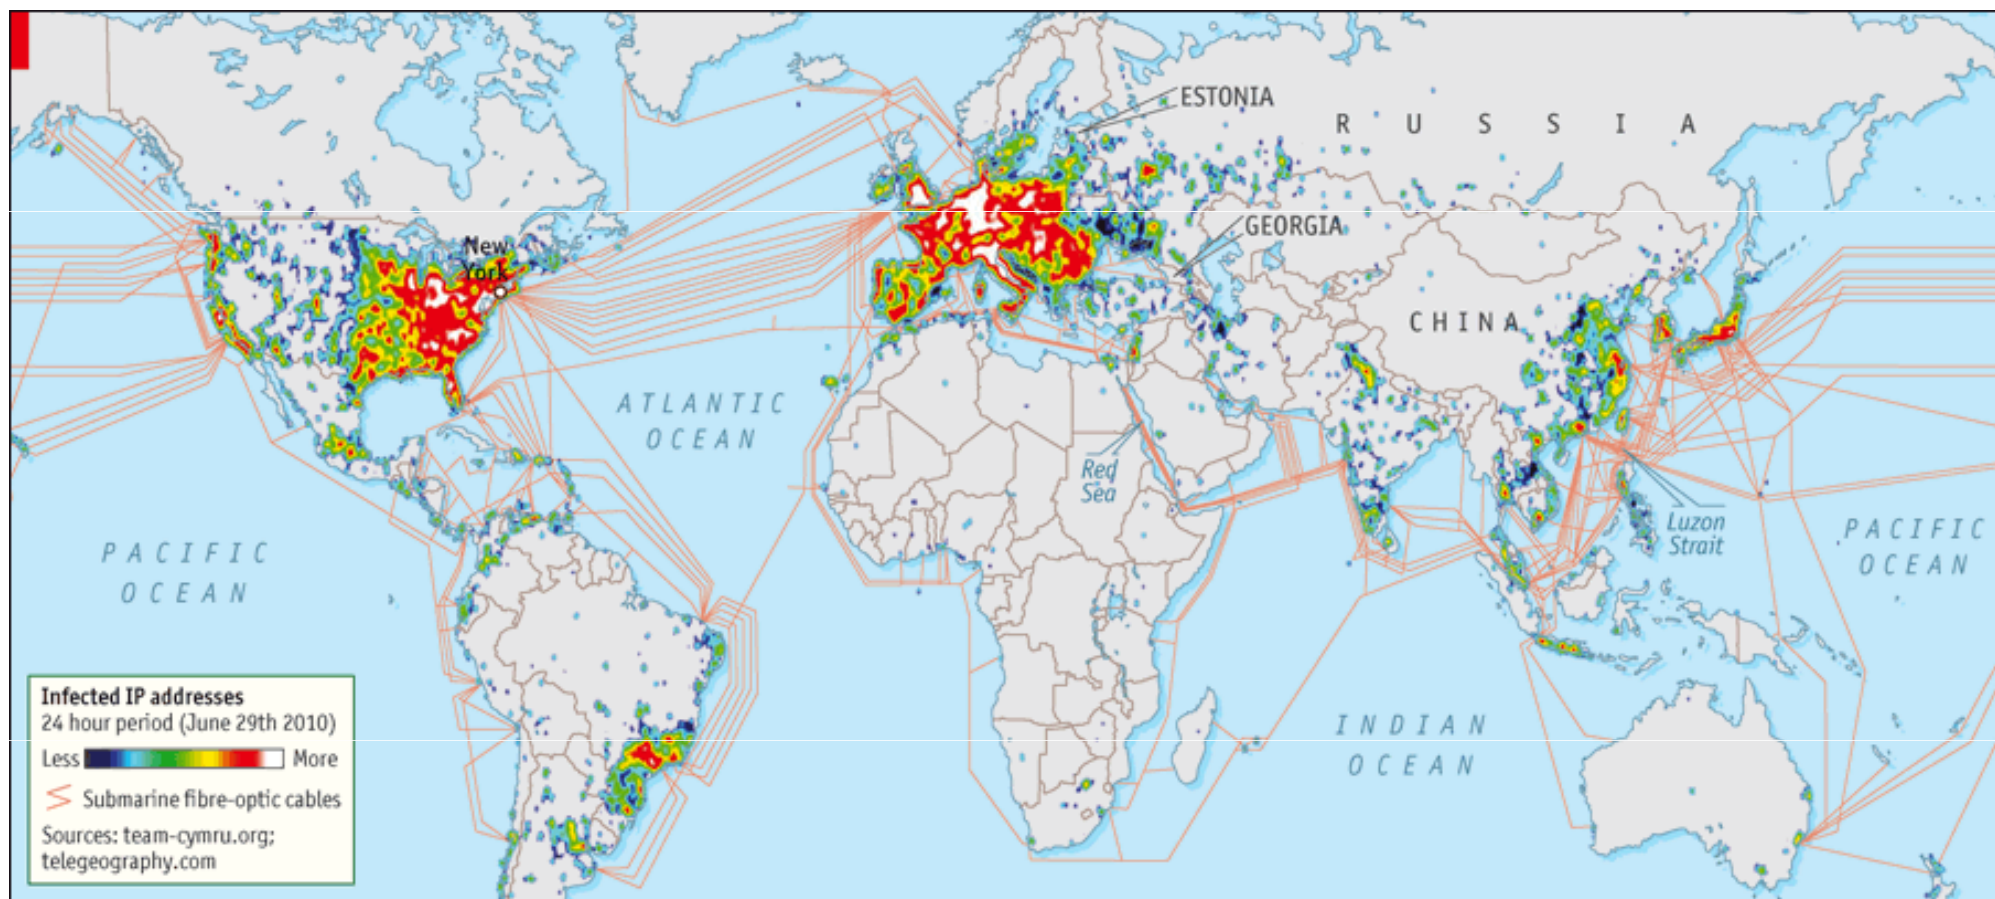 ESTONIA
R U S S I A
GEORGIA
New
York
CHINA
ATLANTIC
OCEAN
Red
Sea
Luzon
Strait
PACIFIC
OCEAN
PACIFIC
OCEAN
INDIAN
OCEAN
Infected IP addresses
24 hour period (June 29th 2010)
Less More
Submarine fibre-optic cables
Sources: team-cymru.org;
telegeography.com